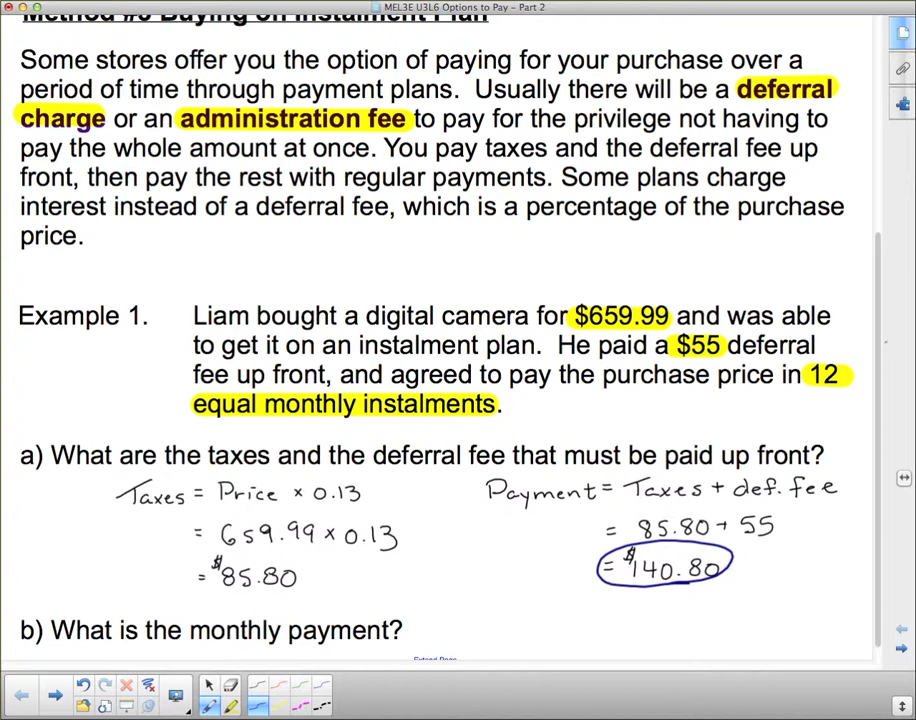 MEL3E U3L6 Options to Pay – Part 2
Method #3 Buying on Instalment Plan
Some stores offer you the option of paying for your purchase over a
period of time through payment plans. Usually there will be a deferral
charge or an administration fee to pay for the privilege not having to
pay the whole amount at once. You pay taxes and the deferral fee up
front, then pay the rest with regular payments. Some plans charge
interest instead of a deferral fee, which is a percentage of the purchase
price.
Example 1. Liam bought a digital camera for $659.99 and was able
to get it on an instalment plan. He paid a $55 deferral
fee up front, and agreed to pay the purchase price in 12
equal monthly instalments.
a) What are the taxes and the deferral fee that must be paid up front?
Taxes = Price × 0.13
= 659.99 × 0.13
= $85.80
Payment = Taxes + def. fee
= 85.80 + 55
= $140.80
b) What is the monthly payment?
Extend Page